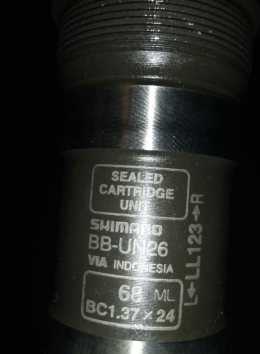 SEALED
CARTRIDGE
UNIT
SHIMANO
BB-UN26
VIA INDONESIA
68 ML
BC1.37×24
L←LL123→R